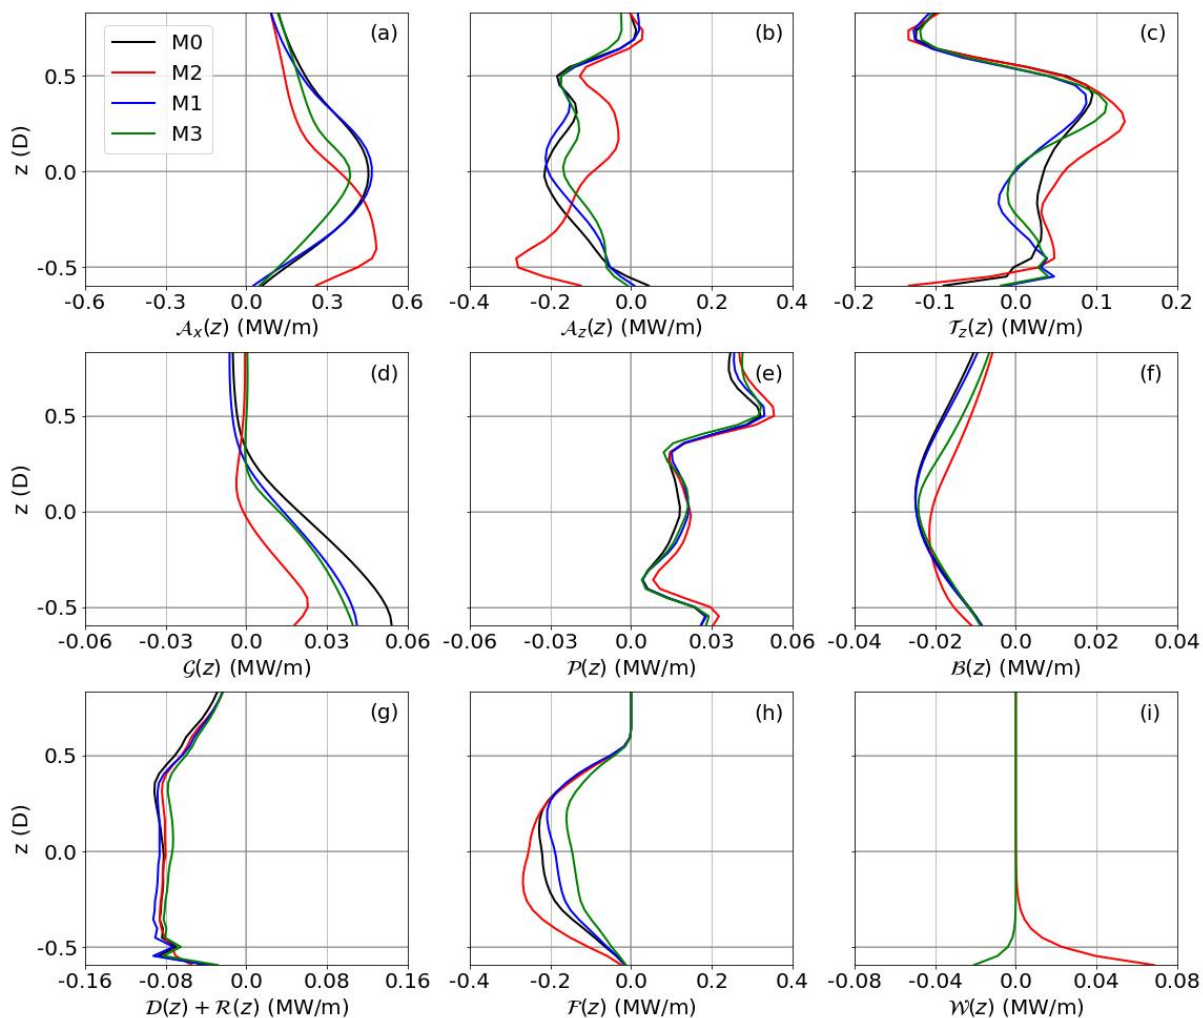 (a)
M0
M2
M1
M3
0.5
0.0
-0.5
z (D)
-0.6 -0.3 0.0 0.3 0.6
𝒜x(z) (MW/m)
(b)
-0.4 -0.2 0.0 0.2 0.4
𝒜z(z) (MW/m)
(c)
-0.2 -0.1 0.0 0.1 0.2
𝒯z(z) (MW/m)
(d)
0.5
0.0
-0.5
z (D)
-0.06 -0.03 0.0 0.03 0.06
𝒢(z) (MW/m)
(e)
-0.06 -0.03 0.0 0.03 0.06
𝒫(z) (MW/m)
(f)
-0.04 -0.02 0.0 0.02 0.04
ℬ(z) (MW/m)
(g)
0.5
0.0
-0.5
z (D)
-0.16 -0.08 0.0 0.08 0.16
𝒟(z) + ℛ(z) (MW/m)
(h)
-0.4 -0.2 0.0 0.2 0.4
ℱ(z) (MW/m)
(i)
-0.08 -0.04 0.0 0.04 0.08
𝒲(z) (MW/m)